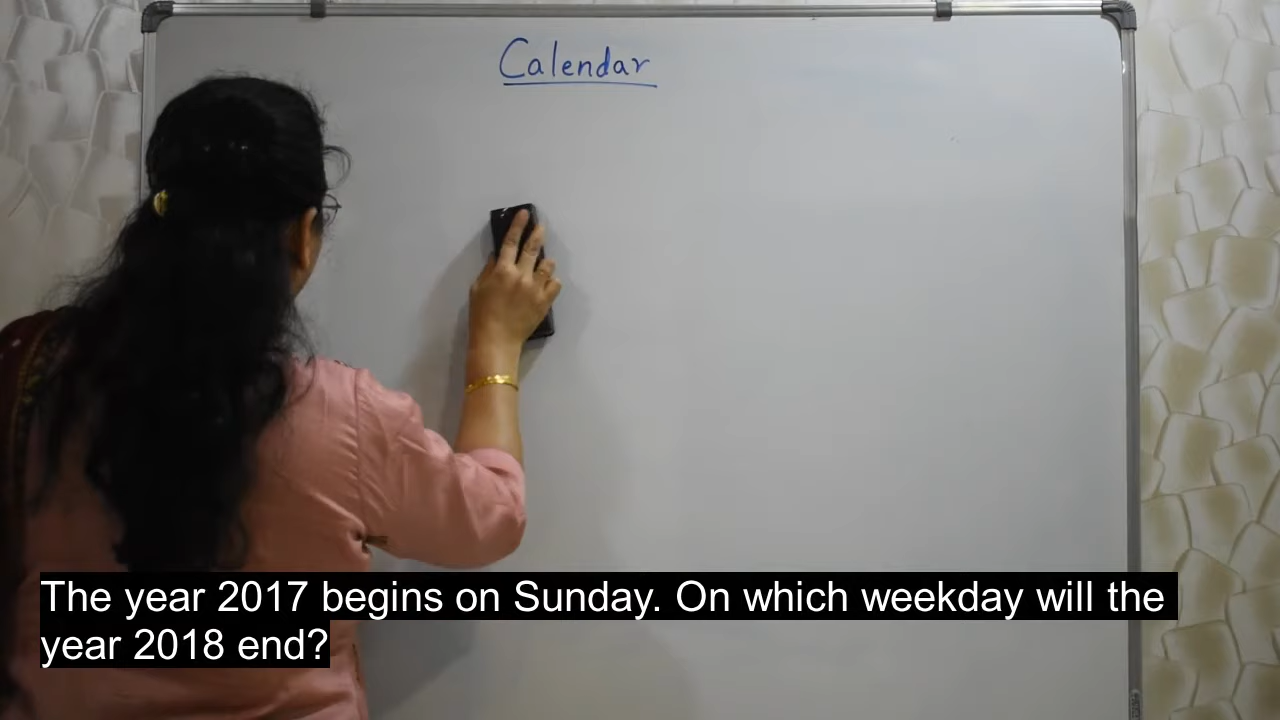 Calendar
The year 2017 begins on Sunday. On which weekday will the
year 2018 end?